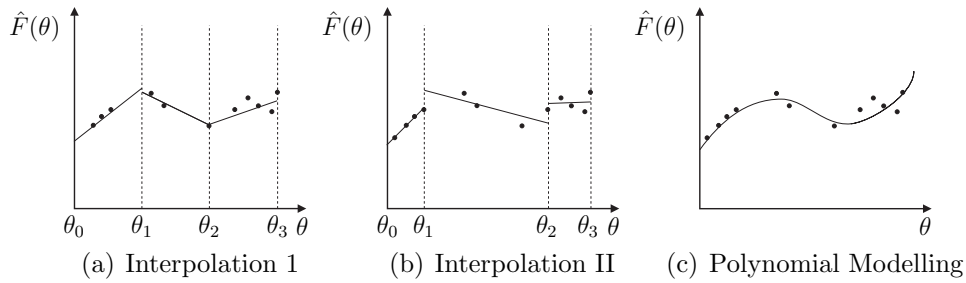 F̂(θ) F̂(θ) F̂(θ)
θ₀ θ₁ θ₂ θ₃ θ θ₀ θ₁ θ₂ θ₃ θ θ
(a) Interpolation 1 (b) Interpolation II (c) Polynomial Modelling